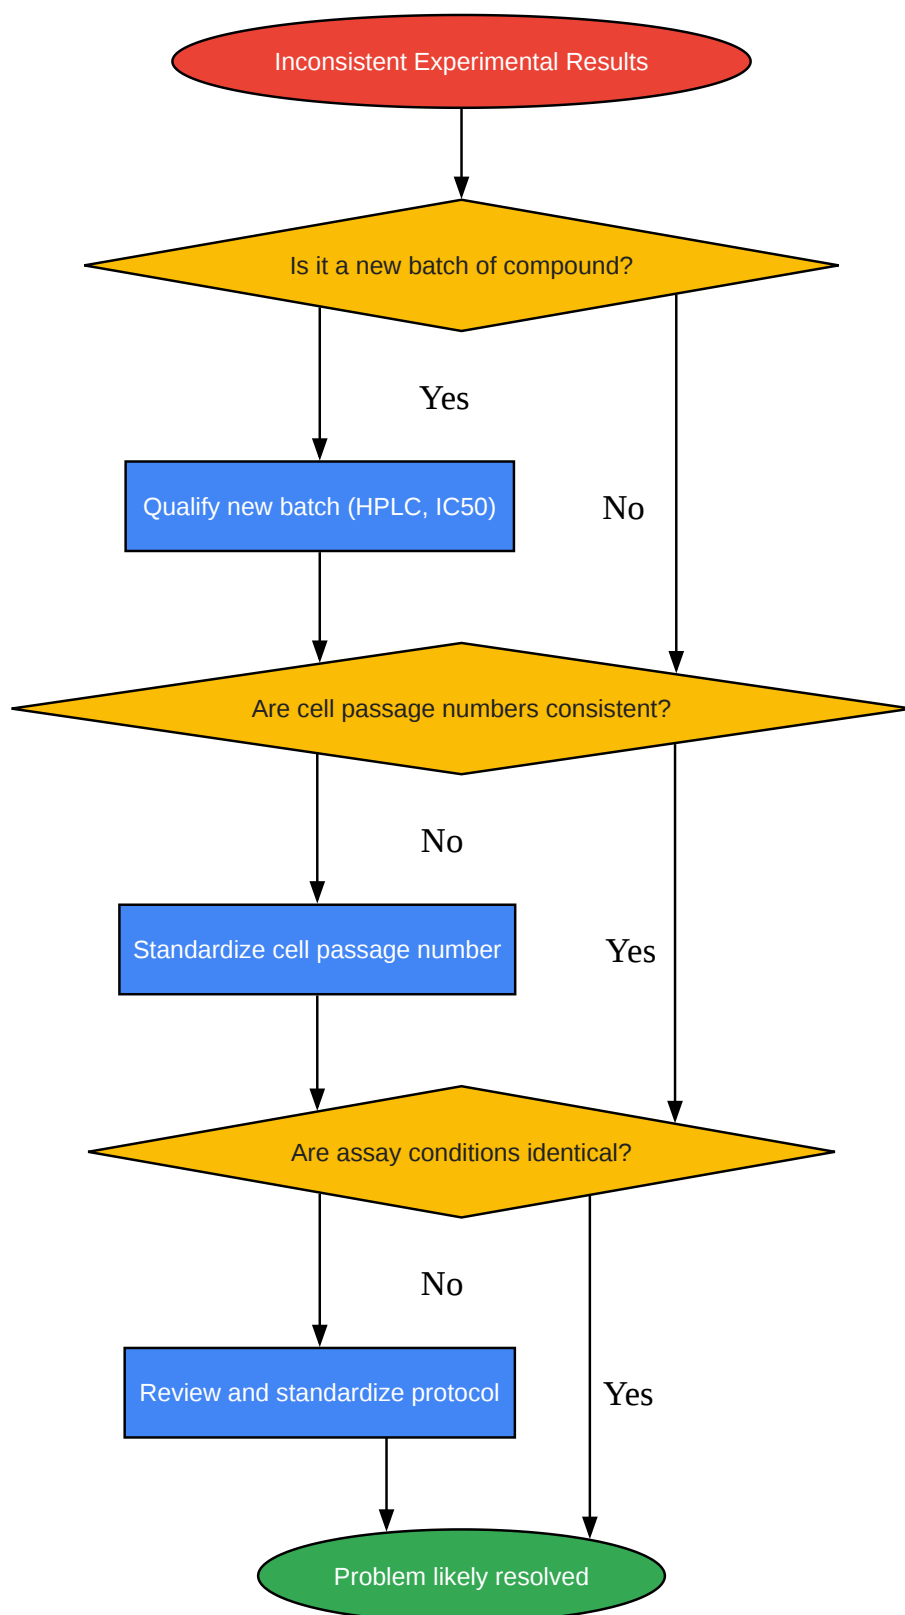 Inconsistent Experimental Results
Is it a new batch of compound?
Yes
Qualify new batch (HPLC, IC50)
No
Are cell passage numbers consistent?
No
Standardize cell passage number
Yes
Are assay conditions identical?
No
Review and standardize protocol
Yes
Problem likely resolved